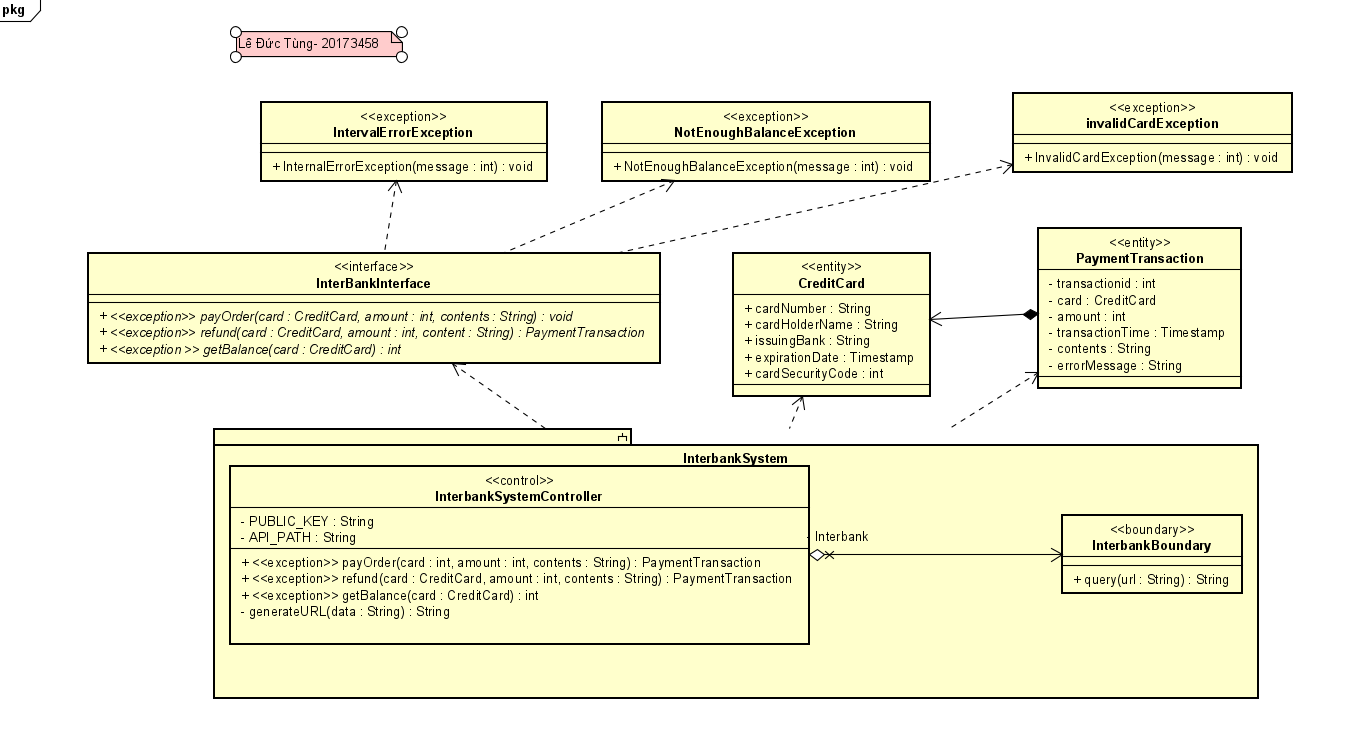 pkg
Lê Đức Tùng- 20173458
<<exception>>
IntervalErrorException
+ InternalErrorException(message : int) : void
<<exception>>
NotEnoughBalanceException
+ NotEnoughBalanceException(message : int) : void
<<exception>>
invalidCardException
+ InvalidCardException(message : int) : void
<<interface>>
InterBankInterface
+ <<exception>> payOrder(card : CreditCard, amount : int, contents : String) : void
+ <<exception>> refund(card : CreditCard, amount : int, content : String) : PaymentTransaction
+ <<exception >> getBalance(card : CreditCard) : int
<<entity>>
CreditCard
+ cardNumber : String
+ cardHolderName : String
+ issuingBank : String
+ expirationDate : Timestamp
+ cardSecurityCode : int
<<entity>>
PaymentTransaction
- transactionid : int
- card : CreditCard
- amount : int
- transactionTime : Timestamp
- contents : String
- errorMessage : String
InterbankSystem
<<control>>
InterbankSystemController
- PUBLIC_KEY : String
- API_PATH : String
+ <<exception>> payOrder(card : int, amount : int, contents : String) : PaymentTransaction
+ <<exception>> refund(card : CreditCard, amount : int, contents : String) : PaymentTransaction
+ <<exception>> getBalance(card : CreditCard) : int
- generateURL(data : String) : String
- Interbank
<<boundary>>
InterbankBoundary
+ query(url : String) : String